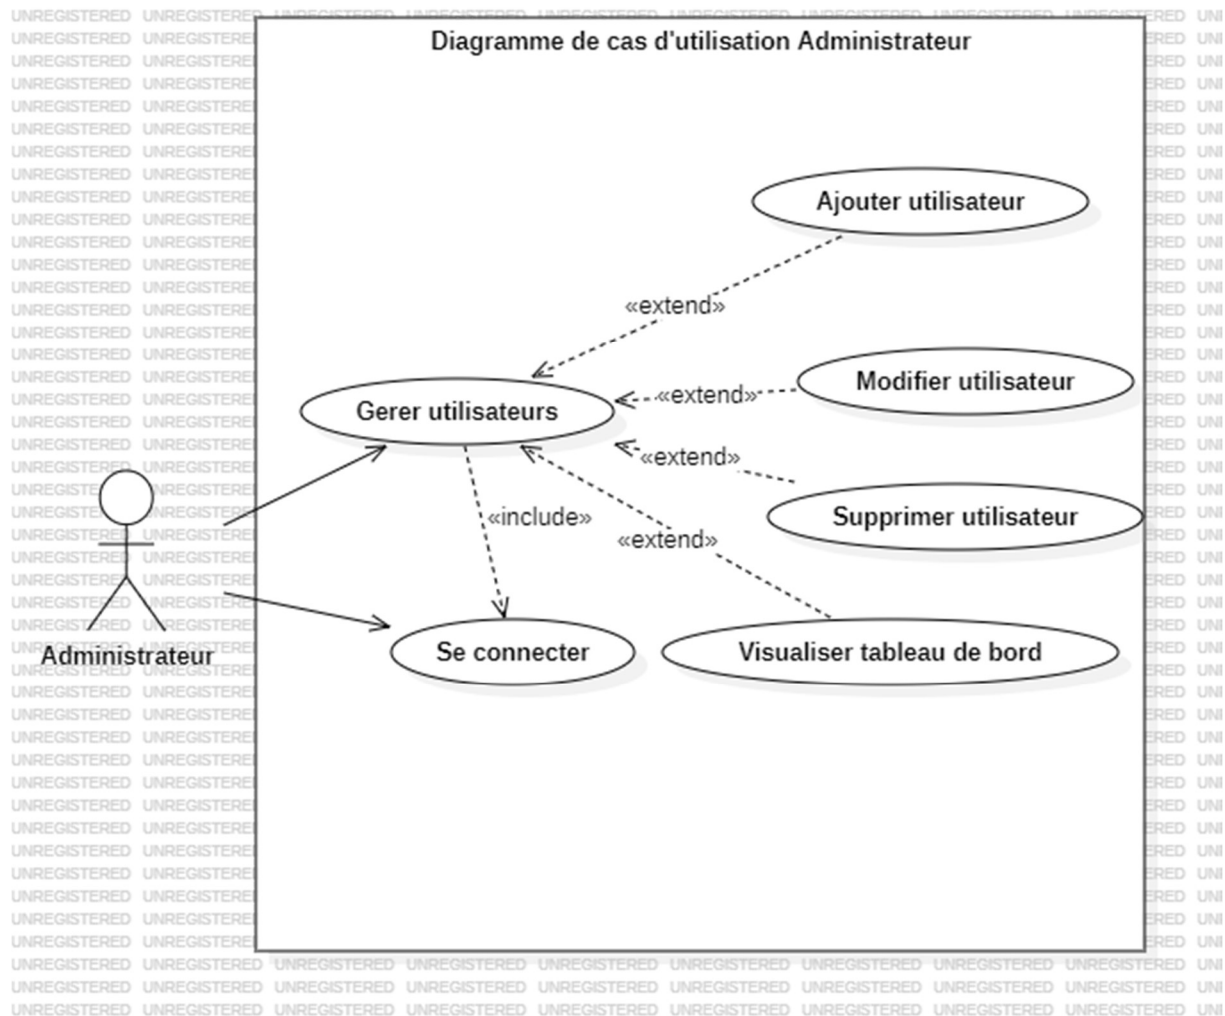 Diagramme de cas d'utilisation Administrateur
Ajouter utilisateur
«extend»
Modifier utilisateur
«extend»
Gerer utilisateurs
«extend»
Supprimer utilisateur
«include»
«extend»
Se connecter
Visualiser tableau de bord
Administrateur
UNREGISTERED